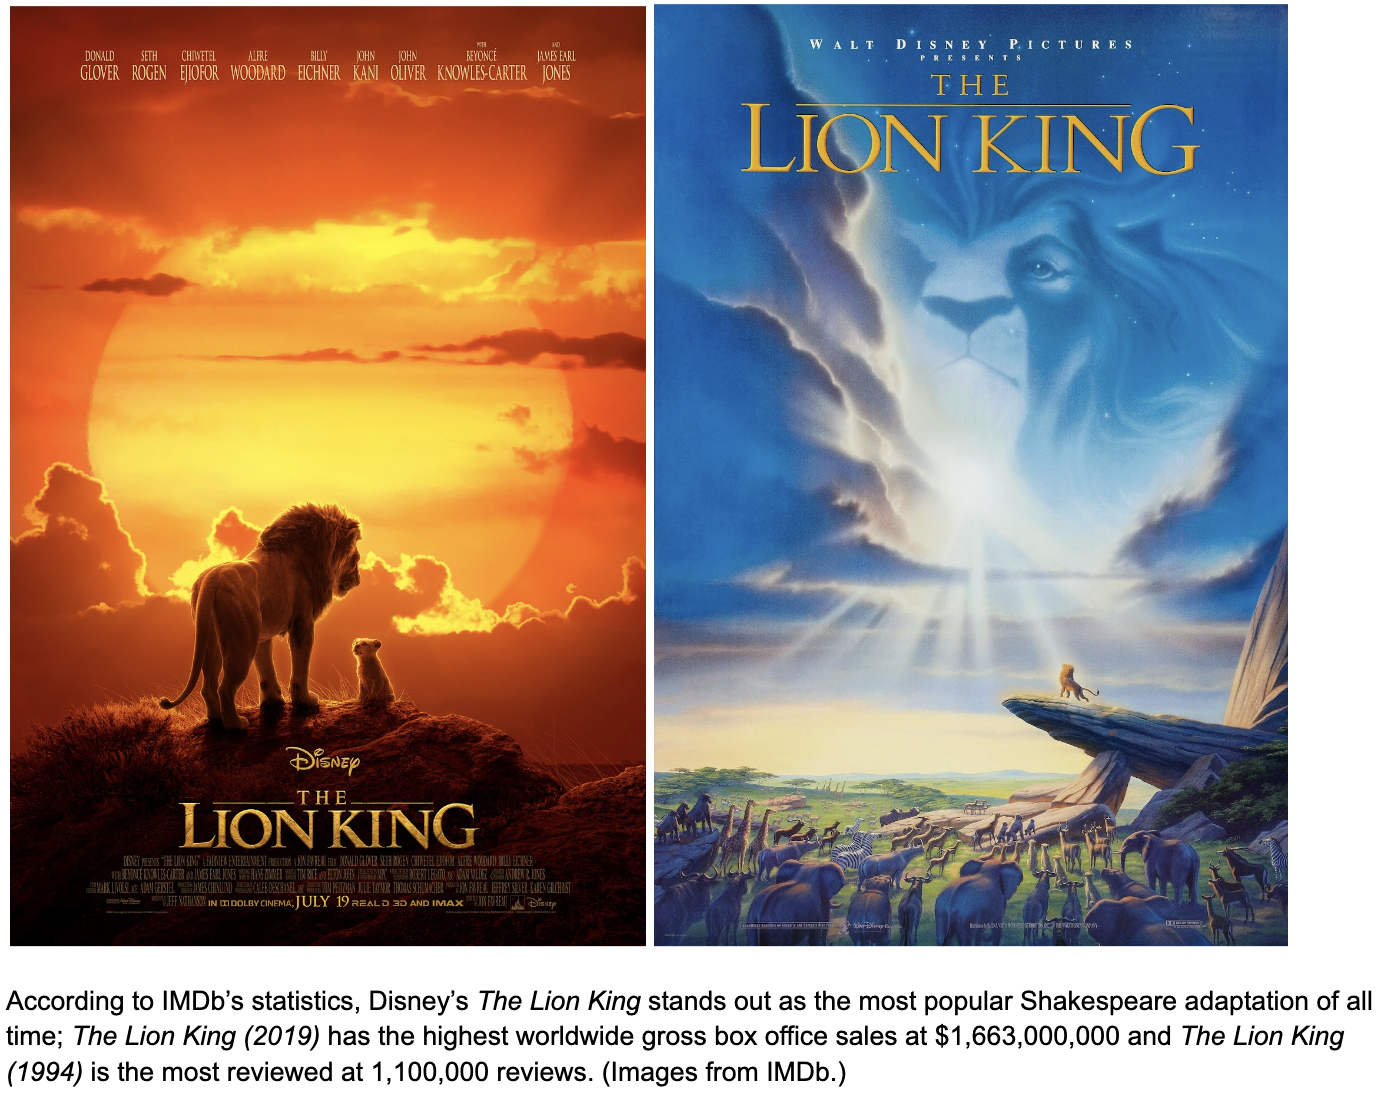 DONALD GLOVER SETH ROGEN CHIWETEL EJIOFOR ALFRE WOODARD BILLY EICHNER JOHN KANI JOHN OLIVER WITH BEYONCÉ KNOWLES-CARTER AND JAMES EARL JONES
DISNEY
THE
LION KING
IN DOLBY CINEMA, JULY 19 REAL D 3D AND IMAX
WALT DISNEY PICTURES
PRESENTS
THE
LION KING
According to IMDb’s statistics, Disney’s The Lion King stands out as the most popular Shakespeare adaptation of all
time; The Lion King (2019) has the highest worldwide gross box office sales at $1,663,000,000 and The Lion King
(1994) is the most reviewed at 1,100,000 reviews. (Images from IMDb.)